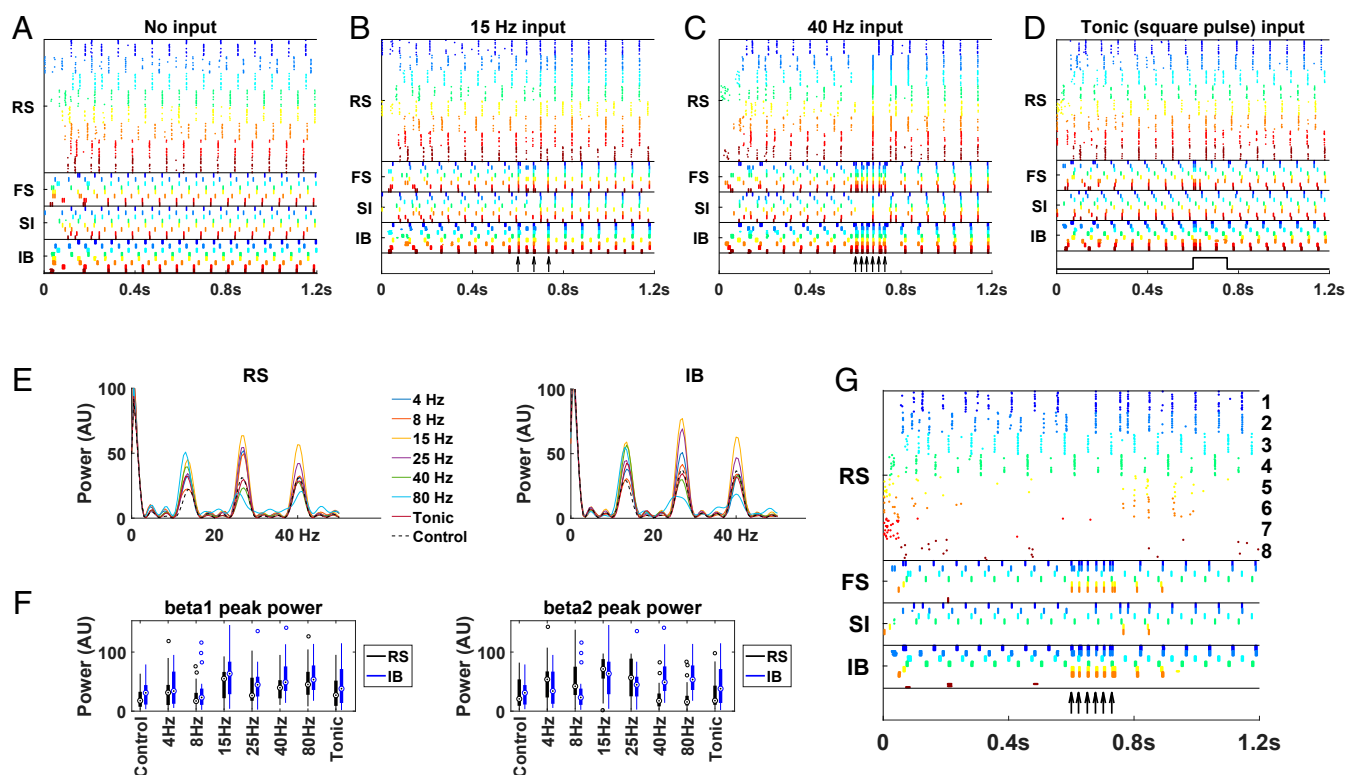 A
No input
RS
FS
SI
IB
0
0.4s
0.8s
1.2s
B
15 Hz input
RS
FS
SI
IB
0
0.4s
0.8s
1.2s
C
40 Hz input
RS
FS
SI
IB
0
0.4s
0.8s
1.2s
D
Tonic (square pulse) input
RS
FS
SI
IB
0
0.4s
0.8s
1.2s
E
RS
Power (AU)
100
50
0
0
20
40 Hz
4 Hz
8 Hz
15 Hz
25 Hz
40 Hz
80 Hz
Tonic
Control
IB
Power (AU)
100
50
0
0
20
40 Hz
F
beta1 peak power
Power (AU)
100
0
Control
4Hz
8Hz
15Hz
25Hz
40Hz
80Hz
Tonic
RS
IB
beta2 peak power
Power (AU)
100
0
Control
4Hz
8Hz
15Hz
25Hz
40Hz
80Hz
Tonic
RS
IB
G
RS
1
2
3
4
5
6
7
8
FS
SI
IB
0
0.4s
0.8s
1.2s